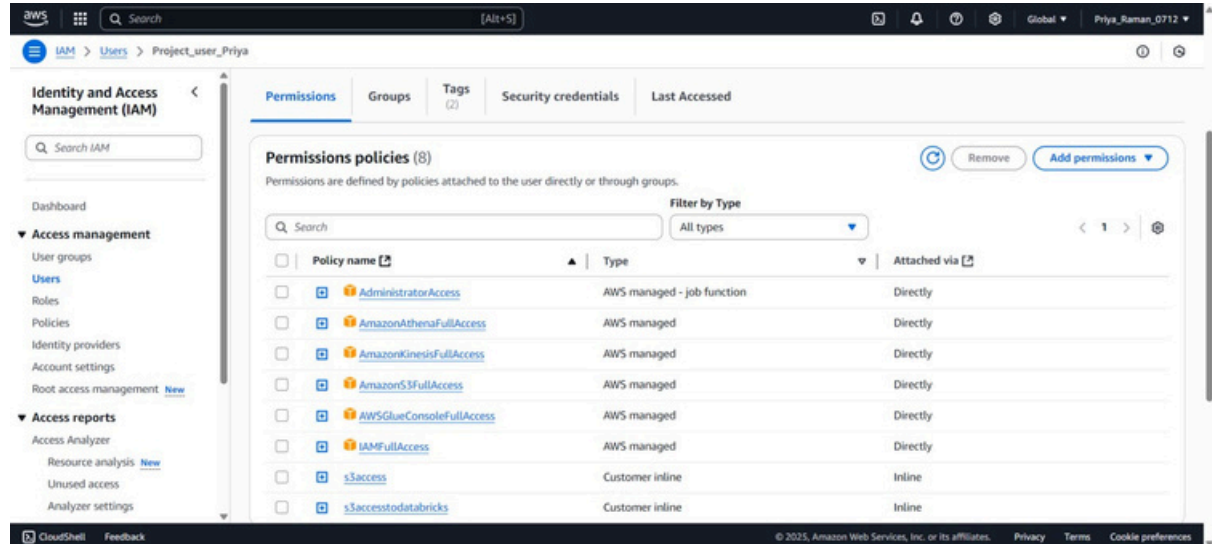 aws
Search [Alt+S] Global Priya_Raman_0712
IAM > Users > Project_user_Priya
Identity and Access Management (IAM)
Search IAM
Dashboard
Access management
User groups
Users
Roles
Policies
Identity providers
Account settings
Root access management New
Access reports
Access Analyzer
Resource analysis New
Unused access
Analyzer settings
Permissions Groups Tags (2) Security credentials Last Accessed
Permissions policies (8) Remove Add permissions
Permissions are defined by policies attached to the user directly or through groups.
Filter by Type
Search All types 1
Policy name Type Attached via
AdministratorAccess AWS managed - job function Directly
AmazonAthenaFullAccess AWS managed Directly
AmazonKinesisFullAccess AWS managed Directly
AmazonS3FullAccess AWS managed Directly
AWSGlueConsoleFullAccess AWS managed Directly
IAMFullAccess AWS managed Directly
s3access Customer inline Inline
s3accesstodatabricks Customer inline Inline
CloudShell Feedback © 2025, Amazon Web Services, Inc. or its affiliates. Privacy Terms Cookie preferences